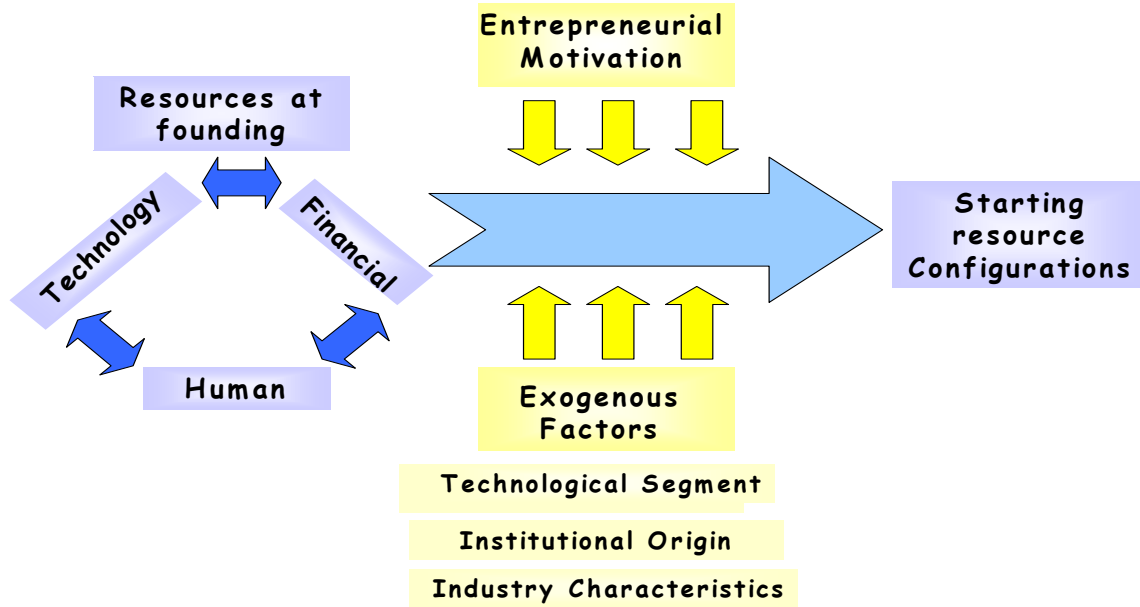 Entrepreneurial
Motivation
Resources at
founding
Technology
Financial
Human
Starting
resource
Configurations
Exogenous
Factors
Technological Segment
Institutional Origin
Industry Characteristics